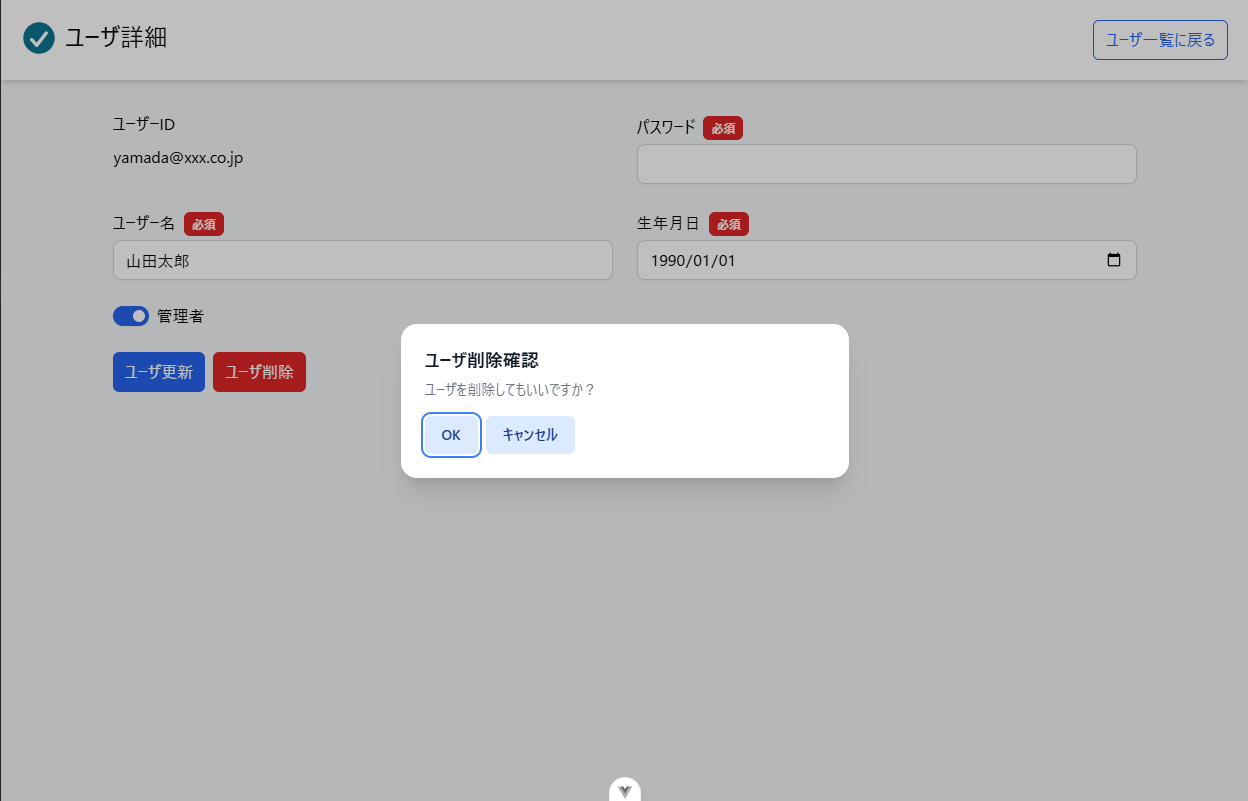 ユーザ詳細
ユーザ一覧に戻る
ユーザーID
yamada@xxx.co.jp
パスワード 必須
ユーザー名 必須
山田太郎
生年月日 必須
1990/01/01
管理者
ユーザ更新 ユーザ削除
ユーザ削除確認
ユーザを削除してもいいですか？
OK キャンセル